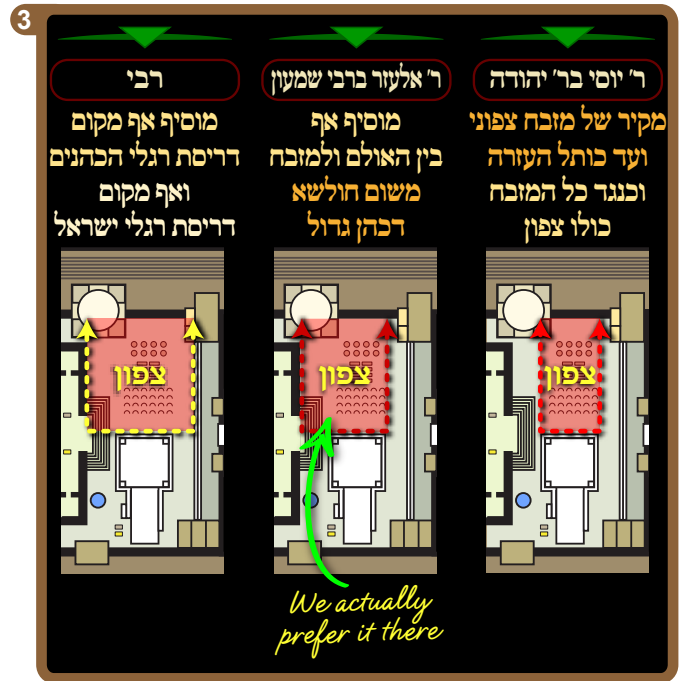 3
ר' יוסי בר' יהודה
מקיר של מזבח צפוני
ועד כותל העזרה
וכנגד כל המזבח
כולו צפון
צפון
ר' אלעזר ברבי שמעון
מוסיף אף
בין האולם ולמזבח
משום חולשא
דכהן גדול
צפון
We actually
prefer it there
רבי
מוסיף אף מקום
דריסת רגלי הכהנים
ואף מקום
דריסת רגלי ישראל
צפון